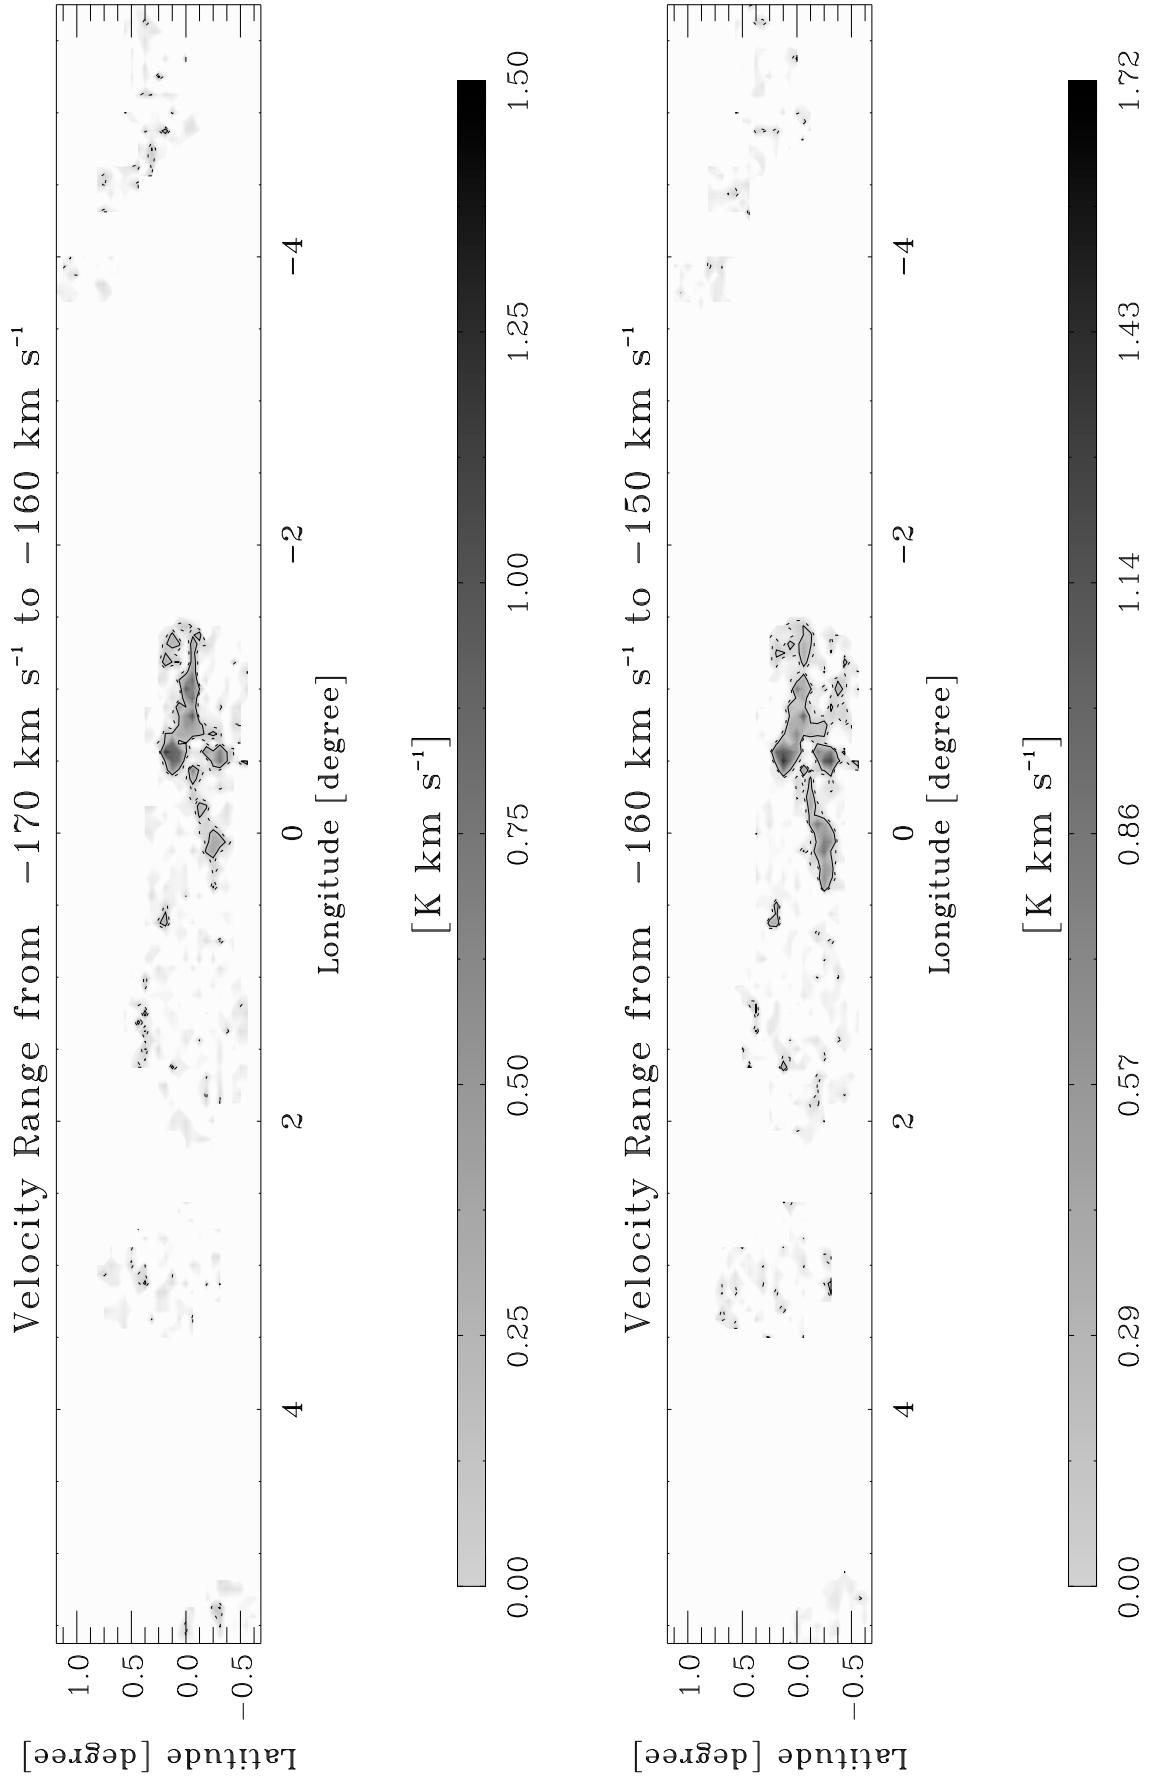 Velocity Range from −170 km s⁻¹ to −160 km s⁻¹
Latitude [degree]
1.0
0.5
0.0
−0.5
4 2 0 −2 −4
Longitude [degree]
[K km s⁻¹]
0.00 0.25 0.50 0.75 1.00 1.25 1.50
Velocity Range from −160 km s⁻¹ to −150 km s⁻¹
Latitude [degree]
1.0
0.5
0.0
−0.5
4 2 0 −2 −4
Longitude [degree]
[K km s⁻¹]
0.00 0.29 0.57 0.86 1.14 1.43 1.72